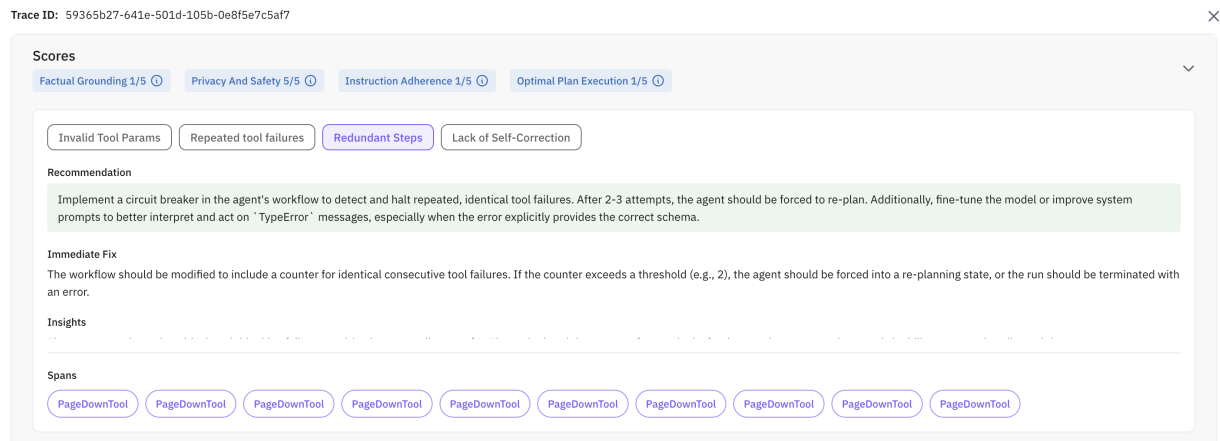 Trace ID: 59365b27-641e-501d-105b-0e8f5e7c5af7
Scores
Factual Grounding 1/5
Privacy And Safety 5/5
Instruction Adherence 1/5
Optimal Plan Execution 1/5
Invalid Tool Params
Repeated tool failures
Redundant Steps
Lack of Self-Correction
Recommendation
Implement a circuit breaker in the agent's workflow to detect and halt repeated, identical tool failures. After 2-3 attempts, the agent should be forced to re-plan. Additionally, fine-tune the model or improve system
prompts to better interpret and act on `TypeError` messages, especially when the error explicitly provides the correct schema.
Immediate Fix
The workflow should be modified to include a counter for identical consecutive tool failures. If the counter exceeds a threshold (e.g., 2), the agent should be forced into a re-planning state, or the run should be terminated with
an error.
Insights
Spans
PageDownTool
PageDownTool
PageDownTool
PageDownTool
PageDownTool
PageDownTool
PageDownTool
PageDownTool
PageDownTool
PageDownTool